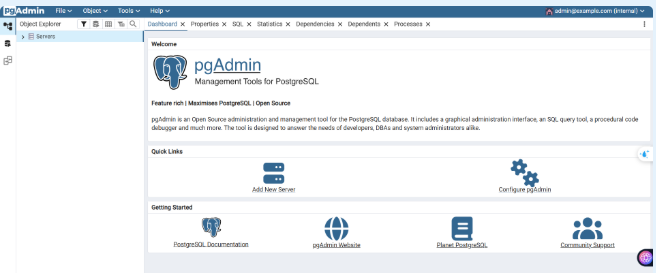 pgAdmin File Object Tools Help admin@example.com (internal)
Object Explorer Dashboard Properties SQL Statistics Dependencies Dependents Processes
Servers
Welcome
pgAdmin
Management Tools for PostgreSQL
Feature rich | Maximises PostgreSQL | Open Source
pgAdmin is an Open Source administration and management tool for the PostgreSQL database. It includes a graphical administration interface, an SQL query tool, a procedural code
debugger and much more. The tool is designed to answer the needs of developers, DBAs and system administrators alike.
Quick Links
Add New Server Configure pgAdmin
Getting Started
PostgreSQL Documentation pgAdmin Website Planet PostgreSQL Community Support